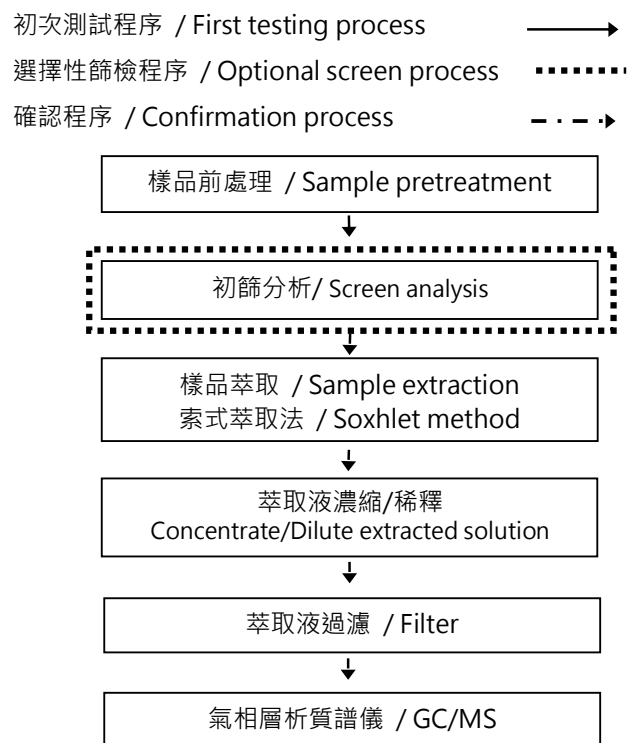 初次測試程序 / First testing process
選擇性篩檢程序 / Optional screen process
確認程序 / Confirmation process
樣品前處理 / Sample pretreatment
初篩分析/ Screen analysis
樣品萃取 / Sample extraction
索式萃取法 / Soxhlet method
萃取液濃縮/稀釋
Concentrate/Dilute extracted solution
萃取液過濾 / Filter
氣相層析質譜儀 / GC/MS